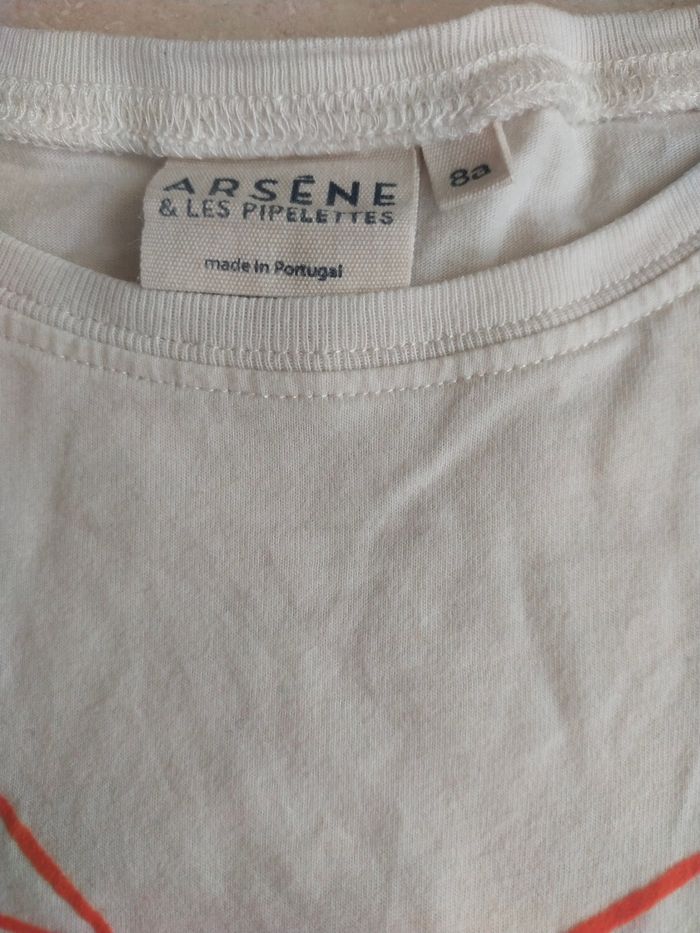 ARSÈNE
& LES PIPELETTES
made in Portugal
8a